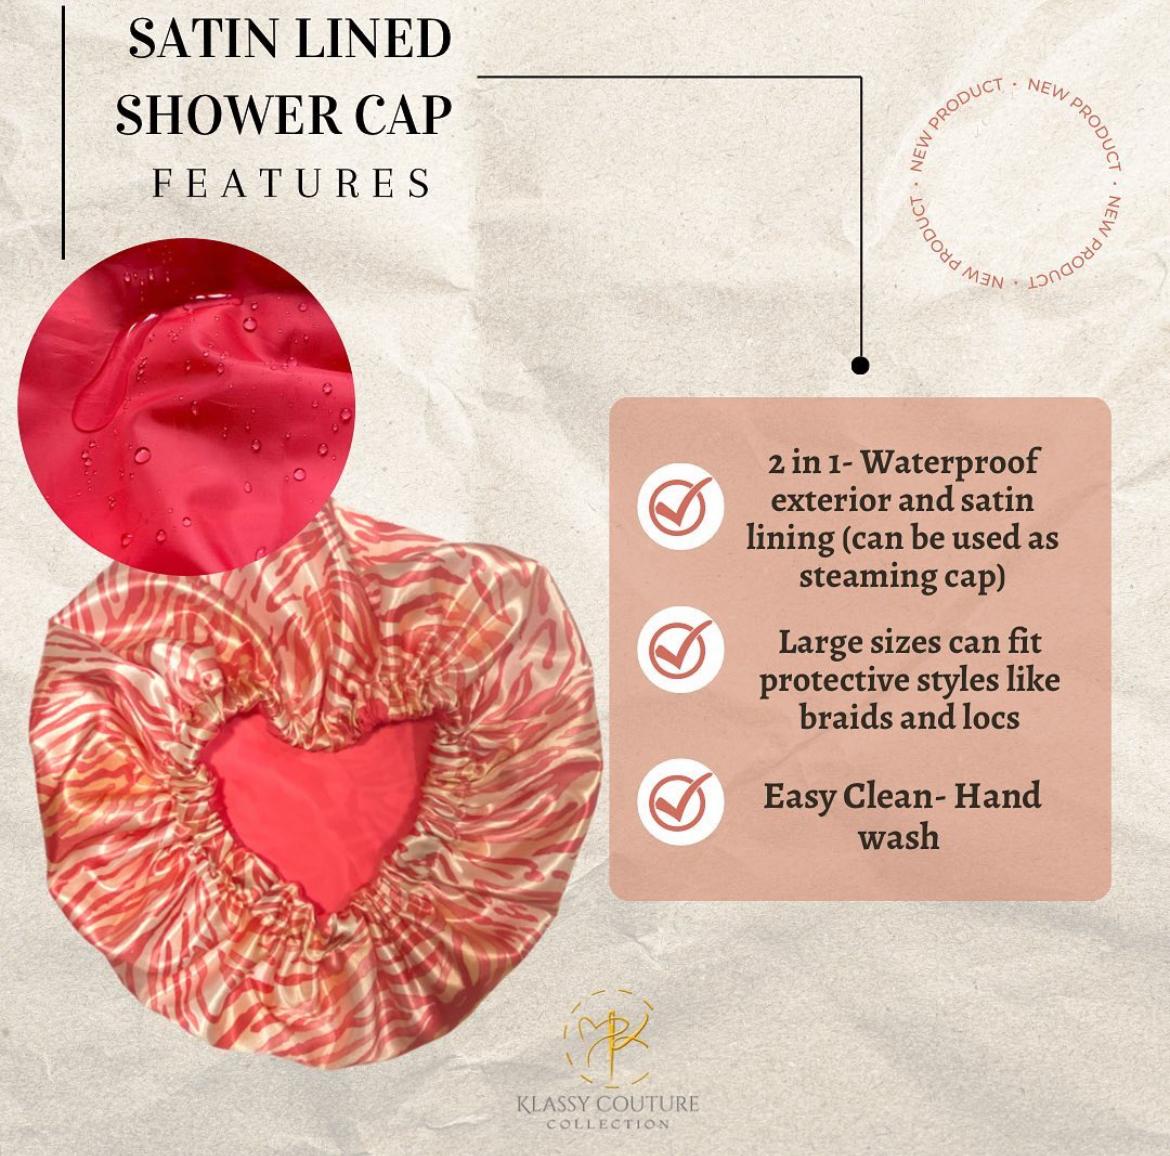 SATIN LINED
SHOWER CAP
FEATURES
NEW PRODUCT · NEW PRODUCT · NEW PRODUCT · NEW PRODUCT ·
2 in 1- Waterproof
exterior and satin
lining (can be used as
steaming cap)
Large sizes can fit
protective styles like
braids and locs
Easy Clean- Hand
wash
KLASSY COUTURE
COLLECTION